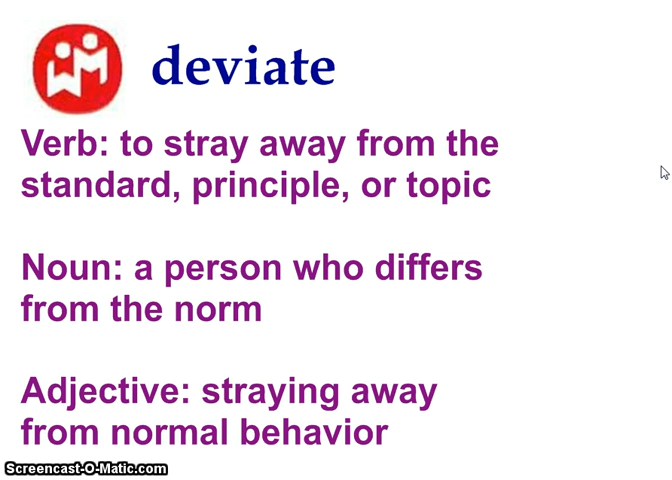 deviate
Verb: to stray away from the
standard, principle, or topic
Noun: a person who differs
from the norm
Adjective: straying away
from normal behavior
Screencast-O-Matic.com